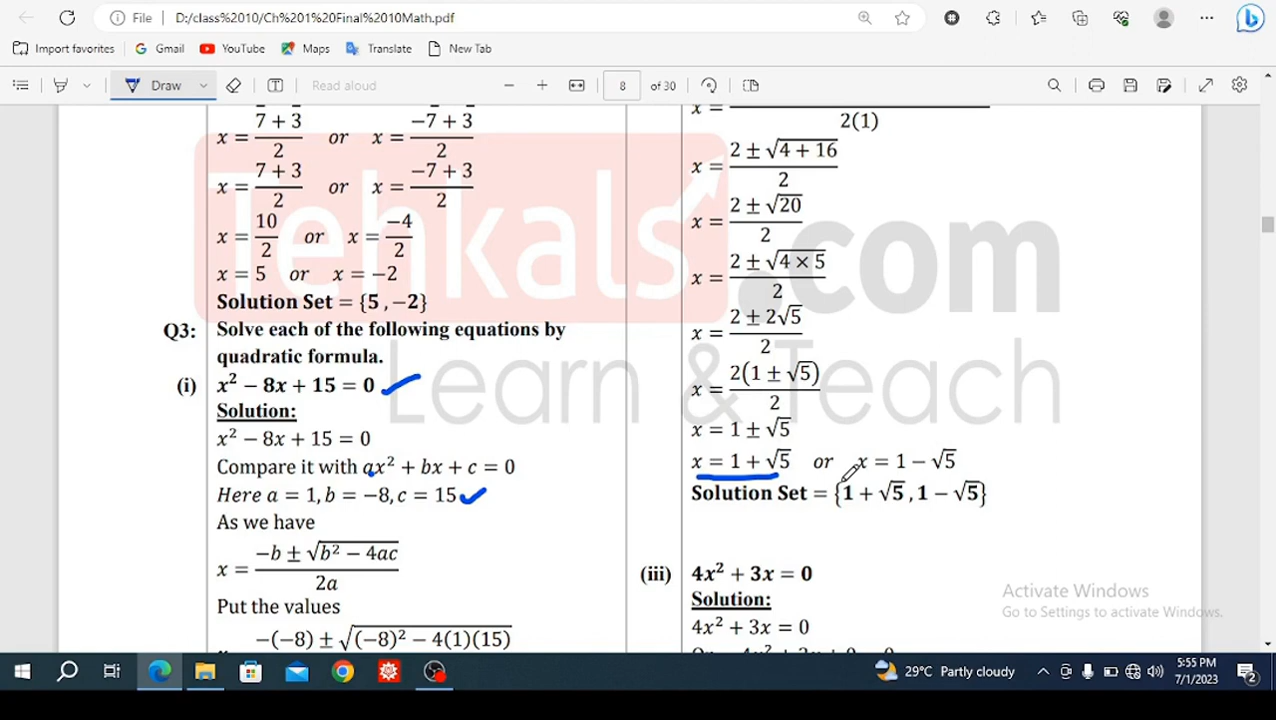 File D:/class%2010/Ch%201%20Final%2010Math.pdf
Import favorites Gmail YouTube Maps Translate New Tab
Draw Read aloud 8 of 30
x = (7 + 3)/2 or x = (−7 + 3)/2
x = (7 + 3)/2 or x = (−7 + 3)/2
x = 10/2 or x = −4/2
x = 5 or x = −2
Solution Set = {5 , −2}
Q3: Solve each of the following equations by
quadratic formula.
(i) x² − 8x + 15 = 0
Solution:
x² − 8x + 15 = 0
Compare it with ax² + bx + c = 0
Here a = 1, b = −8, c = 15
As we have
x = (−b ± √(b² − 4ac))/2a
Put the values
−(−8) ± √((−8)² − 4(1)(15))
x = 2(1)
x = (2 ± √(4 + 16))/2
x = (2 ± √20)/2
x = (2 ± √(4 × 5))/2
x = (2 ± 2√5)/2
x = 2(1 ± √5)/2
x = 1 ± √5
x = 1 + √5 or x = 1 − √5
Solution Set = {1 + √5 , 1 − √5}
(iii) 4x² + 3x = 0
Solution:
4x² + 3x = 0
Tehkals.com
Learn & Teach
Activate Windows
Go to Settings to activate Windows.
29°C Partly cloudy
5:55 PM
7/1/2023
2